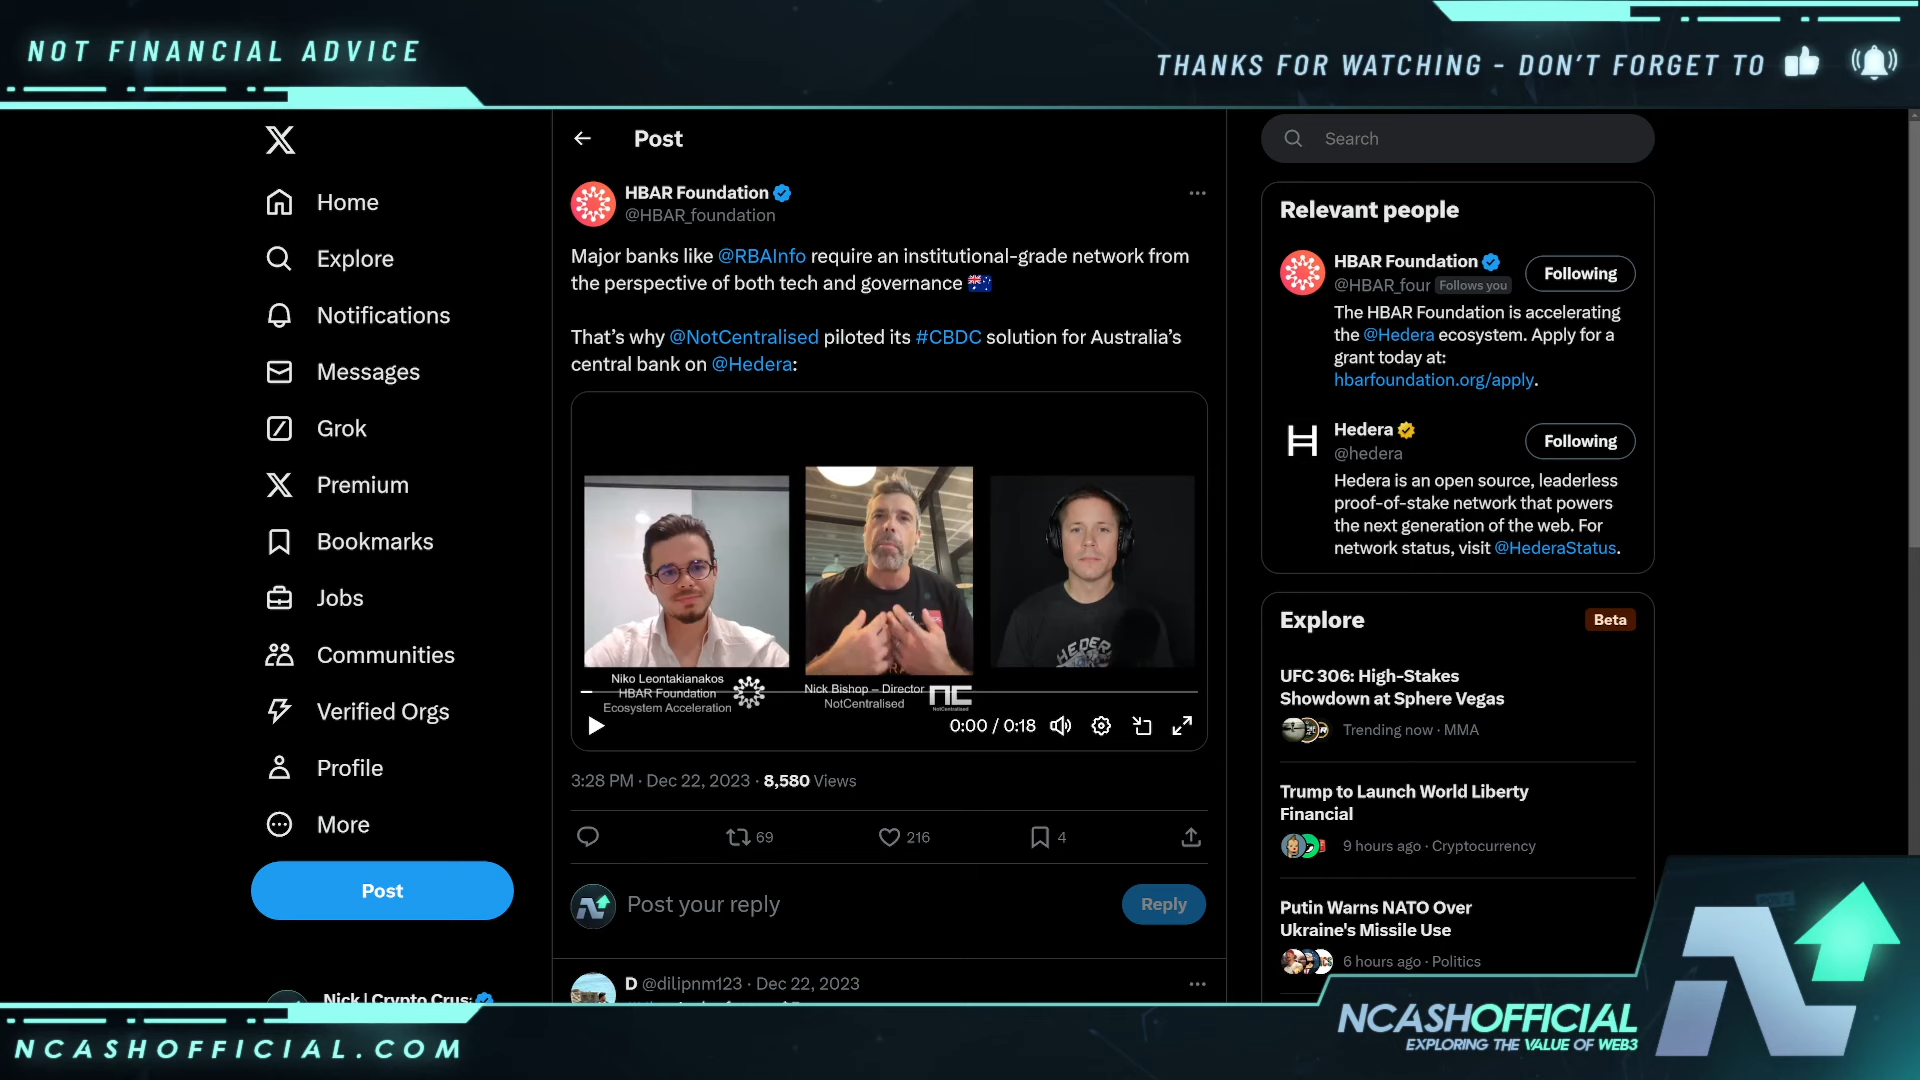 NOT FINANCIAL ADVICE
THANKS FOR WATCHING - DON'T FORGET TO
X
Home
Explore
Notifications
Messages
Grok
Premium
Bookmarks
Jobs
Communities
Verified Orgs
Profile
More
Post
Nick | Crypto Crus
Post
HBAR Foundation
@HBAR_foundation
Major banks like @RBAInfo require an institutional-grade network from
the perspective of both tech and governance 🇦🇺
That's why @NotCentralised piloted its #CBDC solution for Australia's
central bank on @Hedera:
HEDER
Niko Leontakianakos
HBAR Foundation
Ecosystem Acceleration
Nick Bishop – Director
NotCentralised
NC
NotCentralised
0:00 / 0:18
3:28 PM · Dec 22, 2023 · 8,580 Views
69
216
4
Post your reply
Reply
D @dilipnm123 · Dec 22, 2023
Search
Relevant people
HBAR Foundation
@HBAR_four Follows you
Following
The HBAR Foundation is accelerating
the @Hedera ecosystem. Apply for a
grant today at:
hbarfoundation.org/apply.
Hedera
@hedera
Following
Hedera is an open source, leaderless
proof-of-stake network that powers
the next generation of the web. For
network status, visit @HederaStatus.
Explore
Beta
UFC 306: High-Stakes
Showdown at Sphere Vegas
Trending now · MMA
Trump to Launch World Liberty
Financial
9 hours ago · Cryptocurrency
Putin Warns NATO Over
Ukraine's Missile Use
6 hours ago · Politics
NCASHOFFICIAL
EXPLORING THE VALUE OF WEB3
NCASHOFFICIAL.COM